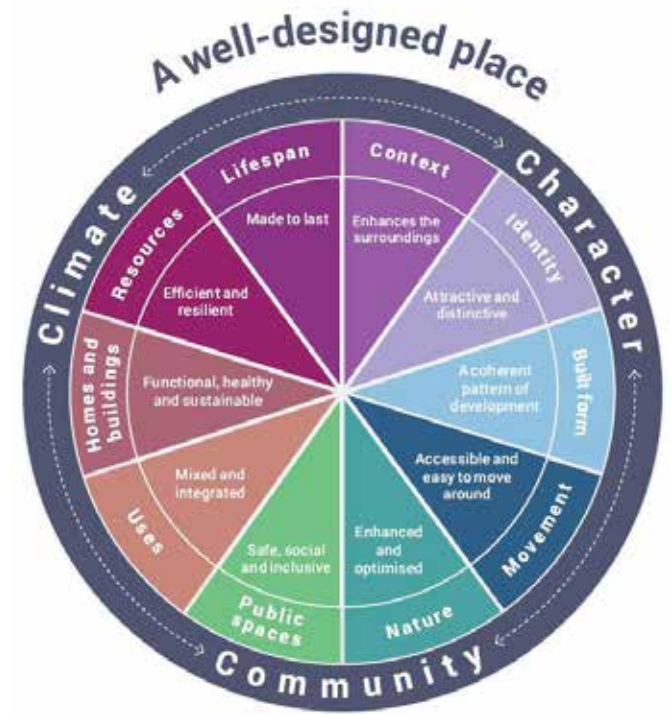 A well-designed place
Climate
Character
Community
Context
Enhances the
surroundings
Identity
Attractive and
distinctive
Built form
A coherent
pattern of
development
Movement
Accessible and
easy to move
around
Nature
Enhanced
and
optimised
Public
spaces
Safe, social
and inclusive
Uses
Mixed and
integrated
Homes and
buildings
Functional, healthy
and sustainable
Resources
Efficient and
resilient
Lifespan
Made to last